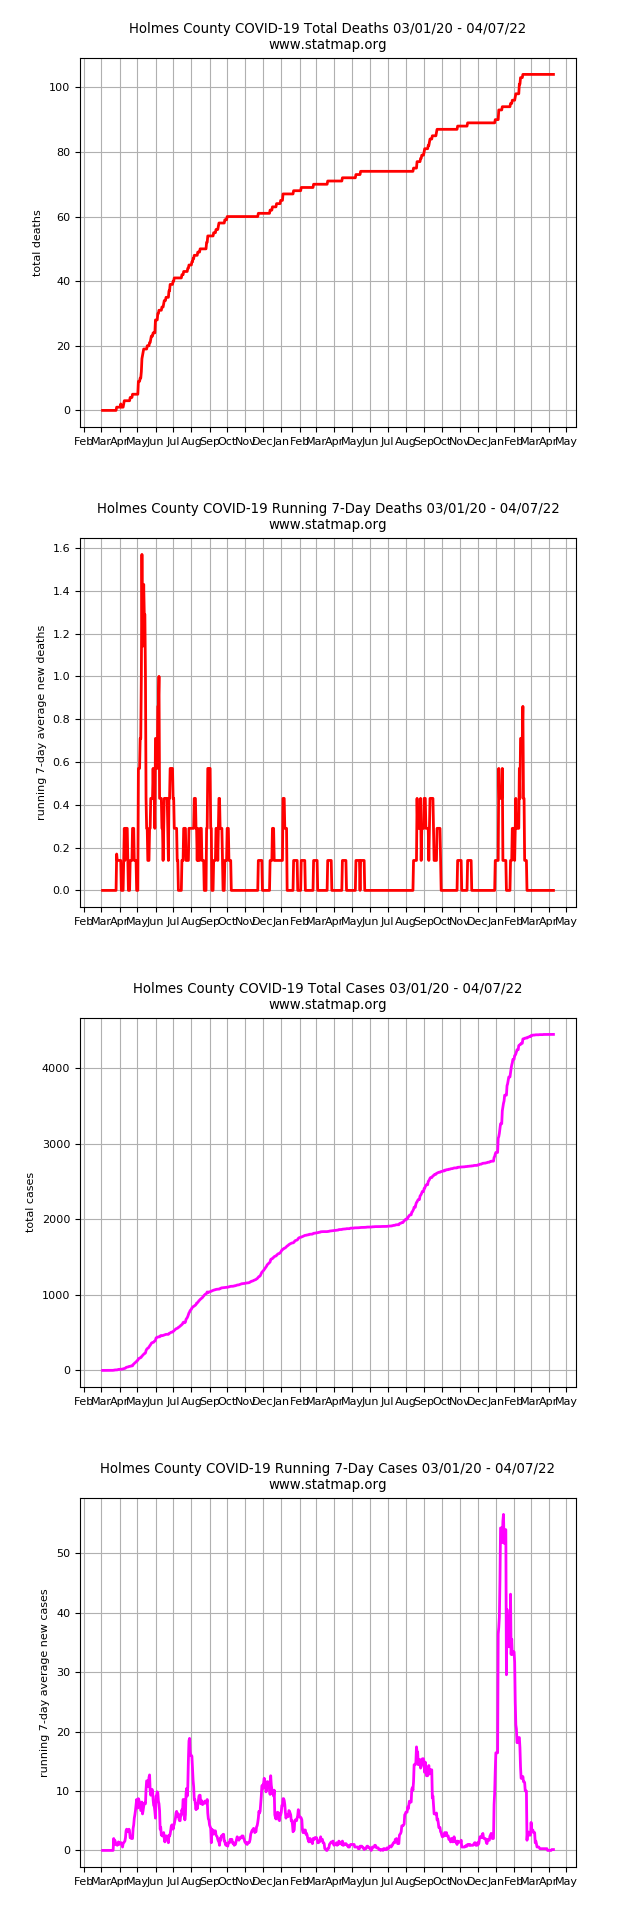 Holmes County COVID-19 Total Deaths 03/01/20 - 04/07/22
www.statmap.org
100
80
60
40
20
0
total deaths
Feb Mar Apr May Jun Jul Aug Sep Oct Nov Dec Jan Feb Mar Apr May Jun Jul Aug Sep Oct Nov Dec Jan Feb Mar Apr May
Holmes County COVID-19 Running 7-Day Deaths 03/01/20 - 04/07/22
www.statmap.org
1.6
1.4
1.2
1.0
0.8
0.6
0.4
0.2
0.0
running 7-day average new deaths
Feb Mar Apr May Jun Jul Aug Sep Oct Nov Dec Jan Feb Mar Apr May Jun Jul Aug Sep Oct Nov Dec Jan Feb Mar Apr May
Holmes County COVID-19 Total Cases 03/01/20 - 04/07/22
www.statmap.org
4000
3000
2000
1000
0
total cases
Feb Mar Apr May Jun Jul Aug Sep Oct Nov Dec Jan Feb Mar Apr May Jun Jul Aug Sep Oct Nov Dec Jan Feb Mar Apr May
Holmes County COVID-19 Running 7-Day Cases 03/01/20 - 04/07/22
www.statmap.org
50
40
30
20
10
0
running 7-day average new cases
Feb Mar Apr May Jun Jul Aug Sep Oct Nov Dec Jan Feb Mar Apr May Jun Jul Aug Sep Oct Nov Dec Jan Feb Mar Apr May